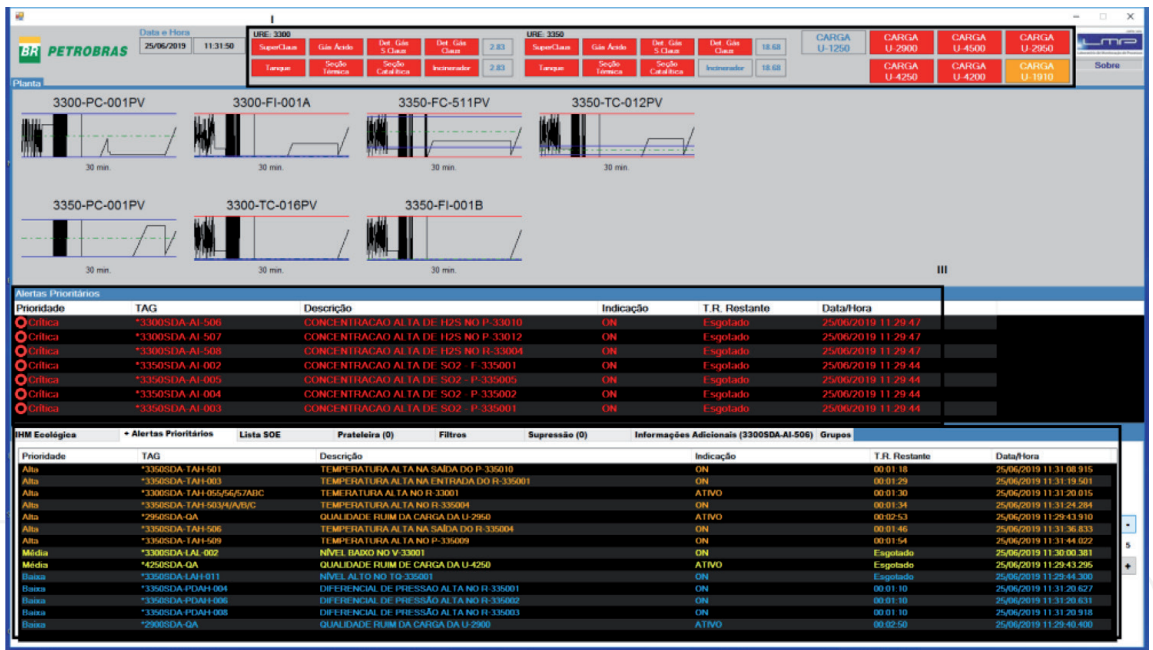 I
Data e Hora
25/06/2019 11:31:50
BR PETROBRAS
URE: 3300
SuperClaus Gás Ácido Det. Gás S.Claus Det. Gás Claus 2.83
Tanque Seção Térmica Seção Catalítica Incinerador 2.83
URE: 3350
SuperClaus Gás Ácido Det. Gás S.Claus Det. Gás Claus 18.68
Tanque Seção Térmica Seção Catalítica Incinerador 18.68
CARGA U-1250 CARGA U-2900 CARGA U-4500 CARGA U-2950
CARGA U-4250 CARGA U-4200 CARGA U-1910
LMP
Sobre
Planta
3300-PC-001PV 3300-FI-001A 3350-FC-511PV 3350-TC-012PV
30 min. 30 min. 30 min. 30 min.
3350-PC-001PV 3300-TC-016PV 3350-FI-001B
30 min. 30 min. 30 min.
III
Alertas Prioritários
Prioridade TAG Descrição Indicação T.R. Restante Data/Hora
Crítica *3300SDA-AI-506 CONCENTRACAO ALTA DE H2S NO P-33010 ON Esgotado 25/06/2019 11:29:47
Crítica *3300SDA-AI-507 CONCENTRACAO ALTA DE H2S NO P-33012 ON Esgotado 25/06/2019 11:29:47
Crítica *3300SDA-AI-508 CONCENTRACAO ALTA DE H2S NO R-33004 ON Esgotado 25/06/2019 11:29:47
Crítica *3350SDA-AI-002 CONCENTRACAO ALTA DE SO2 - F-335001 ON Esgotado 25/06/2019 11:29:44
Crítica *3350SDA-AI-005 CONCENTRACAO ALTA DE SO2 - P-335005 ON Esgotado 25/06/2019 11:29:44
Crítica *3350SDA-AI-004 CONCENTRACAO ALTA DE SO2 - P-335002 ON Esgotado 25/06/2019 11:29:44
Crítica *3350SDA-AI-003 CONCENTRACAO ALTA DE SO2 - P-335001 ON Esgotado 25/06/2019 11:29:44
IHM Ecológica + Alertas Prioritários Lista SOE Prateleira (0) Filtros Supressão (0) Informações Adicionais (3300SDA-AI-506) Grupos
Prioridade TAG Descrição Indicação T.R. Restante Data/Hora
Alta *3350SDA-TAH-501 TEMPERATURA ALTA NA SAÍDA DO P-335010 ON 00:01:18 25/06/2019 11:31:08.915
Alta *3350SDA-TAH-003 TEMPERATURA ALTA NA ENTRADA DO R-335001 ON 00:01:29 25/06/2019 11:31:19.501
Alta *3300SDA-TAH-055/56/57ABC TEMERATURA ALTA NO R-33001 ATIVO 00:01:30 25/06/2019 11:31:20.015
Alta *3350SDA-TAH-503/4/A/B/C TEMPERATURA ALTA NO R-335004 ON 00:01:34 25/06/2019 11:31:24.284
Alta *2950SDA-QA QUALIDADE RUIM DA CARGA DA U-2950 ATIVO 00:02:53 25/06/2019 11:29:43.910
Alta *3350SDA-TAH-506 TEMPERATURA ALTA NA SAÍDA DO R-335004 ON 00:01:46 25/06/2019 11:31:36.833
Alta *3350SDA-TAH-509 TEMPERATURA ALTA NO P-335009 ON 00:01:54 25/06/2019 11:31:44.022
Média *3300SDA-LAL-002 NÍVEL BAIXO NO V-33001 ON Esgotado 25/06/2019 11:30:00.381
Média *4250SDA-QA QUALIDADE RUIM DE CARGA DA U-4250 ATIVO Esgotado 25/06/2019 11:29:43.295
Baixa *3350SDA-LAH-011 NÍVEL ALTO NO TQ-335001 ON Esgotado 25/06/2019 11:29:44.300
Baixa *3350SDA-PDAH-004 DIFERENCIAL DE PRESSAO ALTA NO R-335001 ON 00:01:10 25/06/2019 11:31:20.627
Baixa *3350SDA-PDAH-006 DIFERENCIAL DE PRESSÃO ALTA NO R-335002 ON 00:01:10 25/06/2019 11:31:20.631
Baixa *3350SDA-PDAH-008 DIFERENCIAL DE PRESSÃO ALTA NO R-335003 ON 00:01:10 25/06/2019 11:31:20.918
Baixa *2900SDA-QA QUALIDADE RUIM DA CARGA DA U-2900 ATIVO 00:02:50 25/06/2019 11:29:40.400
-
5
+